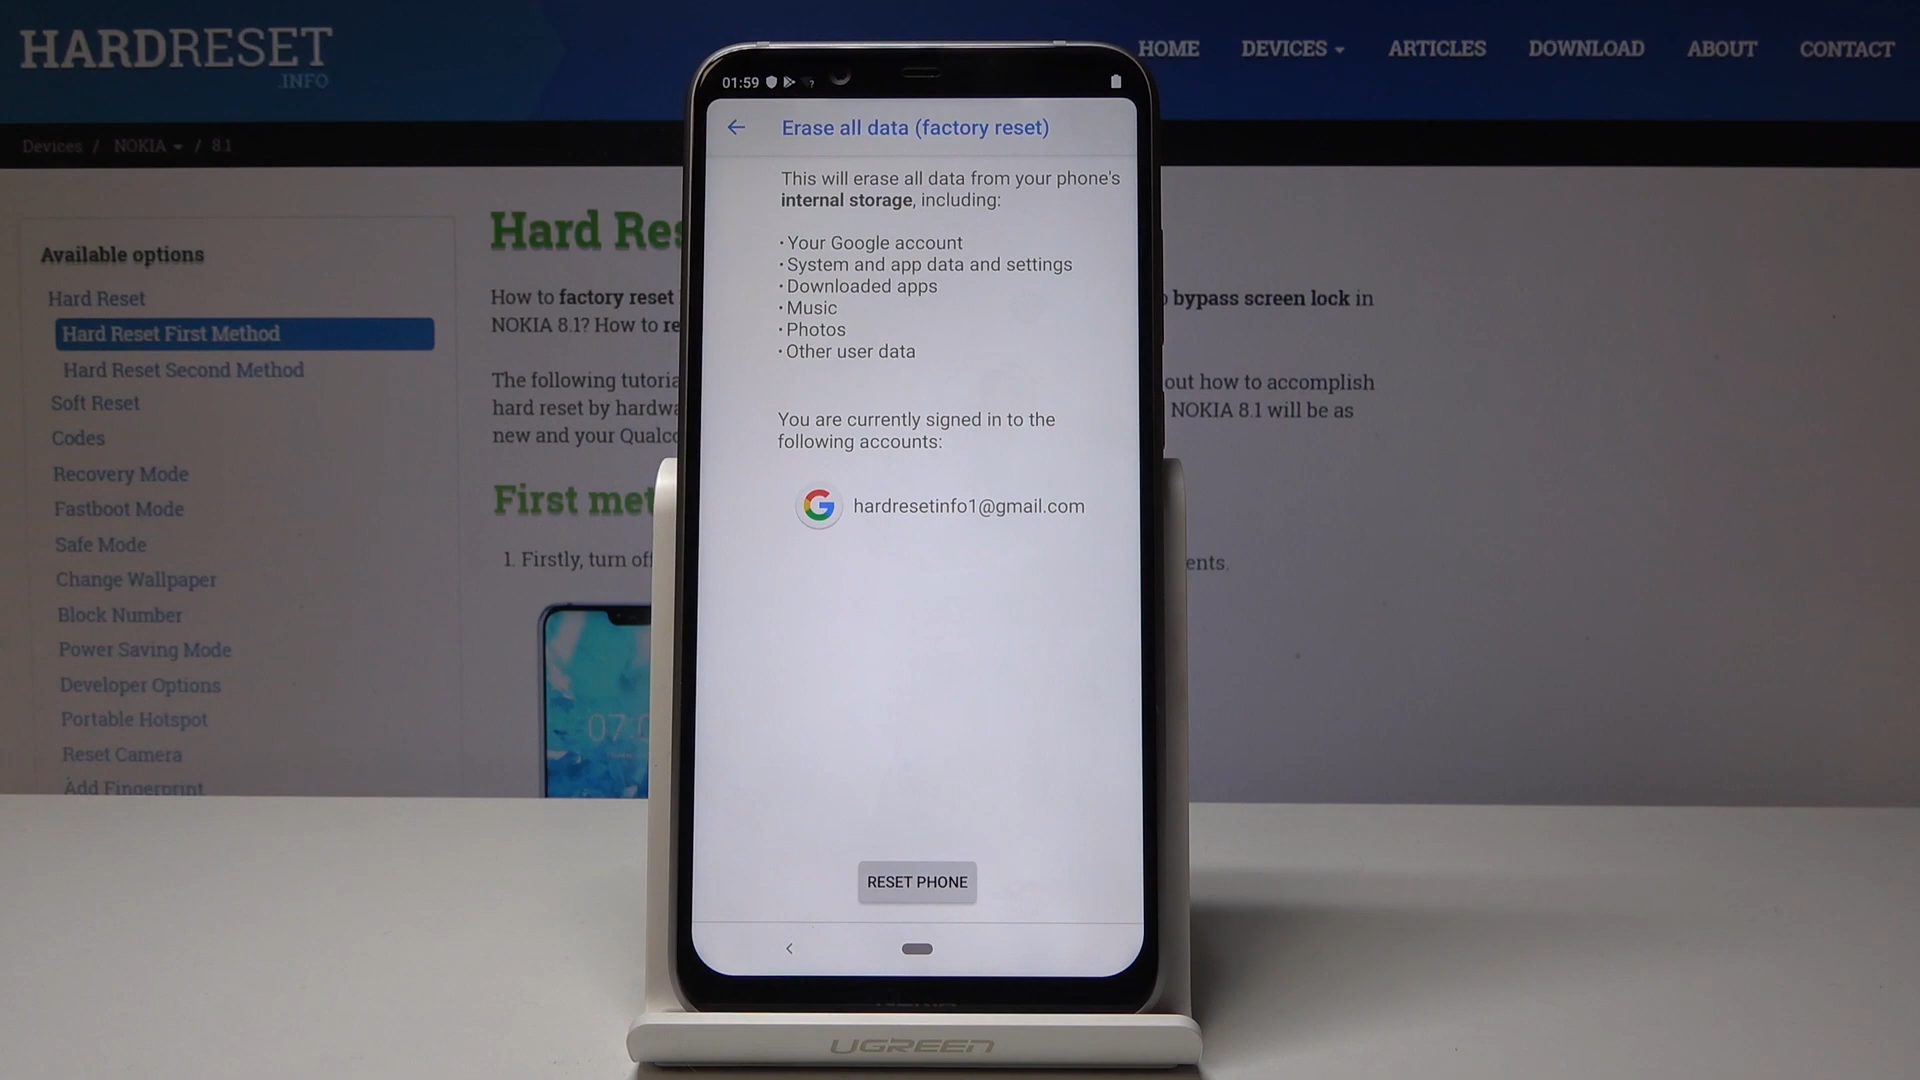 HARDRESET
.INFO
HOME DEVICES ARTICLES DOWNLOAD ABOUT CONTACT
Devices / NOKIA / 8.1
Available options
Hard Reset
Hard Reset First Method
Hard Reset Second Method
Soft Reset
Codes
Recovery Mode
Fastboot Mode
Safe Mode
Change Wallpaper
Block Number
Power Saving Mode
Developer Options
Portable Hotspot
Reset Camera
Add Fingerprint
Hard Res
How to factory reset
bypass screen lock in
NOKIA 8.1? How to re
The following tutoria
out how to accomplish
hard reset by hardwa
NOKIA 8.1 will be as
new and your Qualco
First met
1. Firstly, turn off
ents.
07:0
01:59
Erase all data (factory reset)
This will erase all data from your phone's
internal storage, including:
· Your Google account
· System and app data and settings
· Downloaded apps
· Music
· Photos
· Other user data
You are currently signed in to the
following accounts:
G hardresetinfo1@gmail.com
RESET PHONE
NOKIA
UGREEN